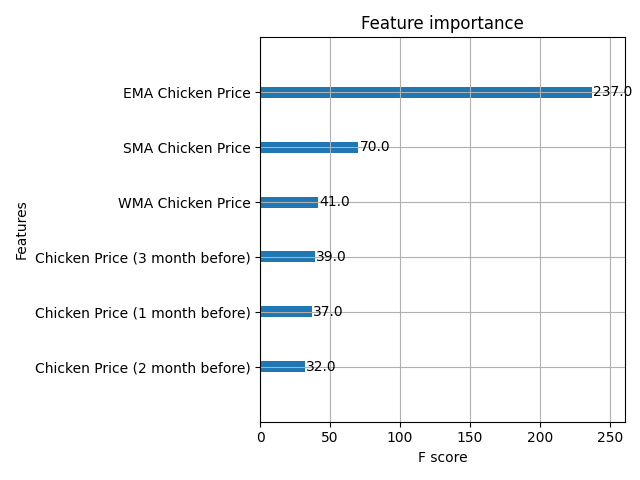 Feature importance
EMA Chicken Price
237.0
SMA Chicken Price
70.0
WMA Chicken Price
41.0
Chicken Price (3 month before)
39.0
Chicken Price (1 month before)
37.0
Chicken Price (2 month before)
32.0
Features
0 50 100 150 200 250
F score